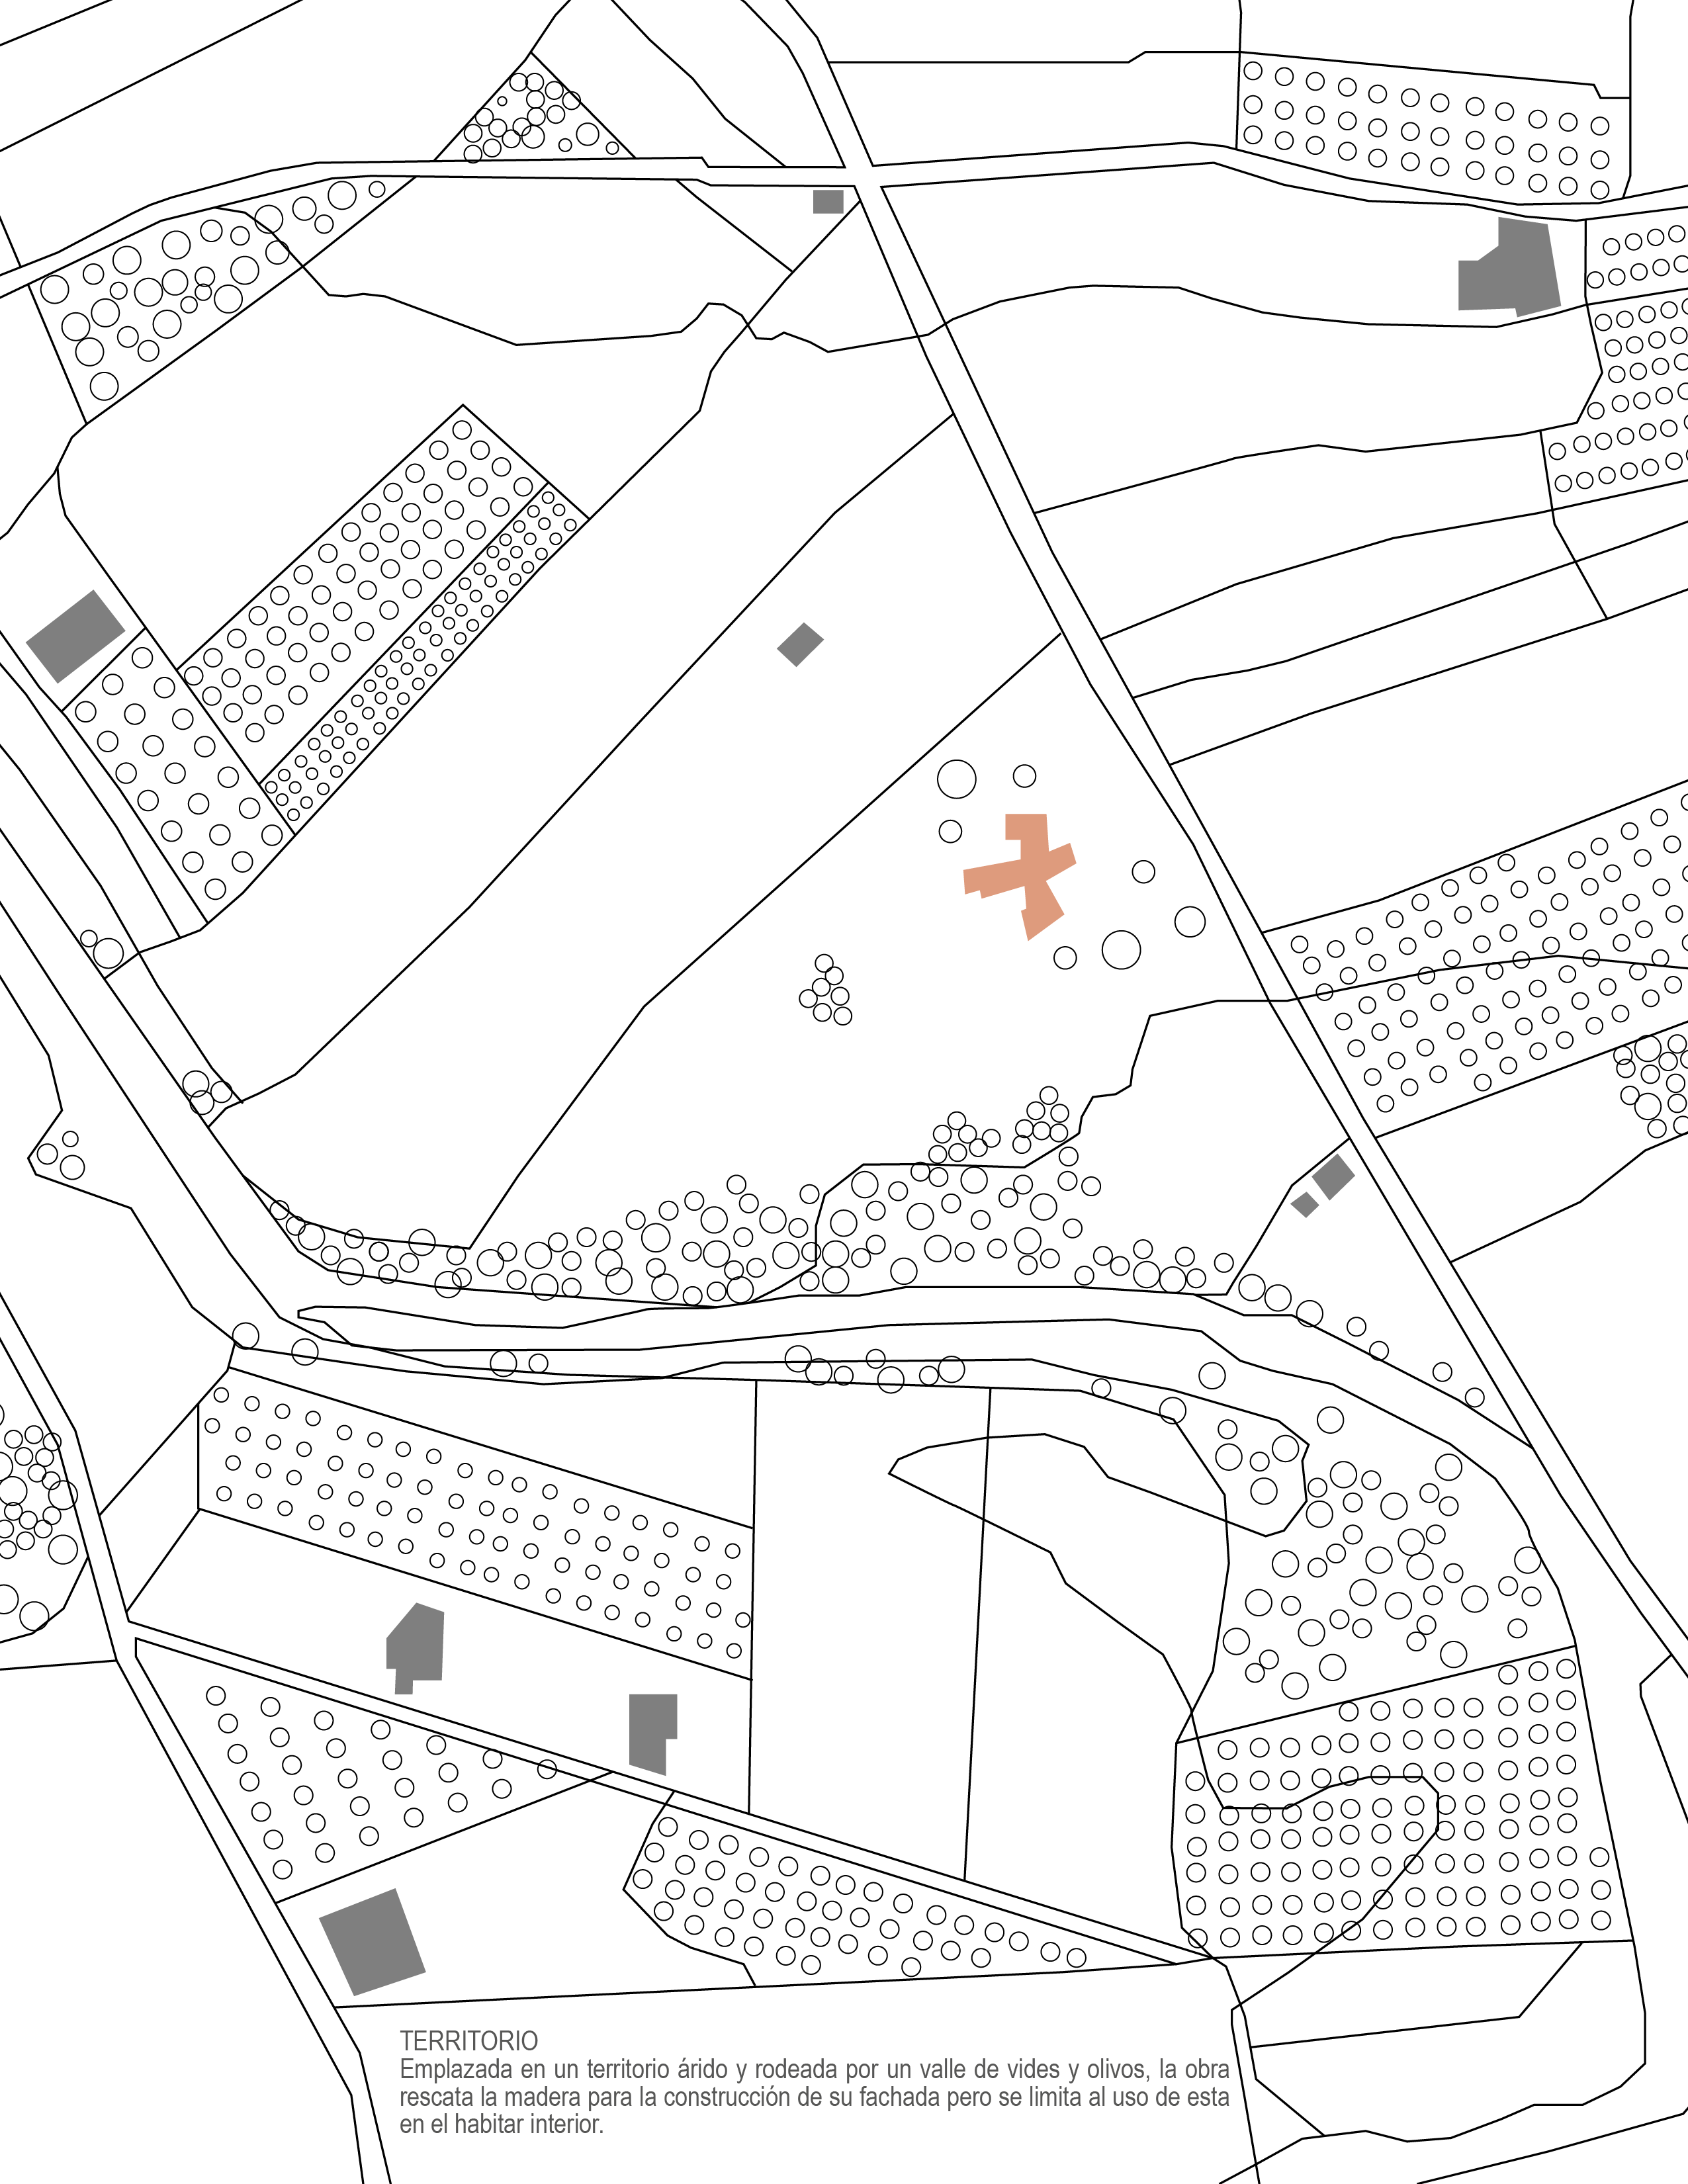 TERRITORIO
Emplazada en un territorio árido y rodeada por un valle de vides y olivos, la obra
rescata la madera para la construcción de su fachada pero se limita al uso de esta
en el habitar interior.